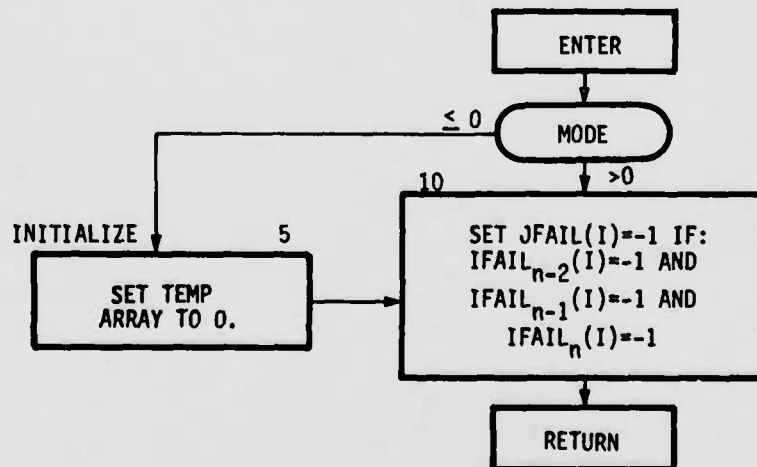 ENTER
≤ 0
MODE
>0
10
INITIALIZE
5
SET JFAIL(I)=-1 IF:
IFAILn-2(I)=-1 AND
IFAILn-1(I)=-1 AND
IFAILn(I)=-1
SET TEMP
ARRAY TO 0.
RETURN